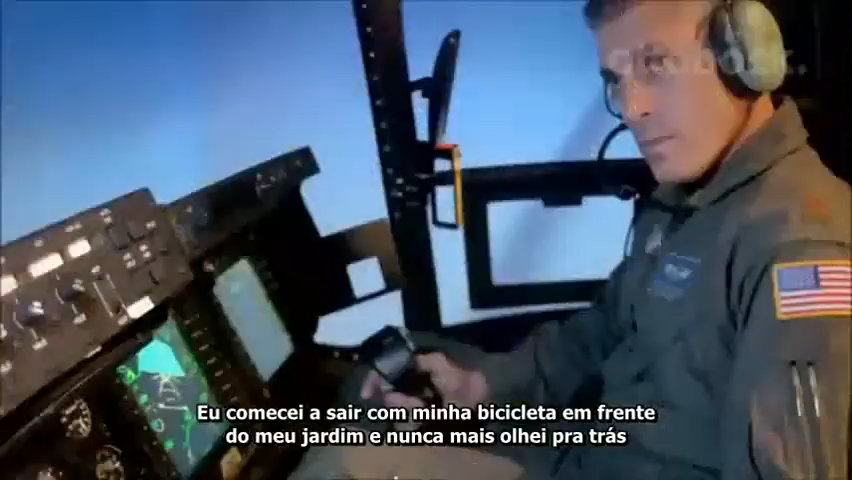 Eu comecei a sair com minha bicicleta em frente
do meu jardim e nunca mais olhei pra trás